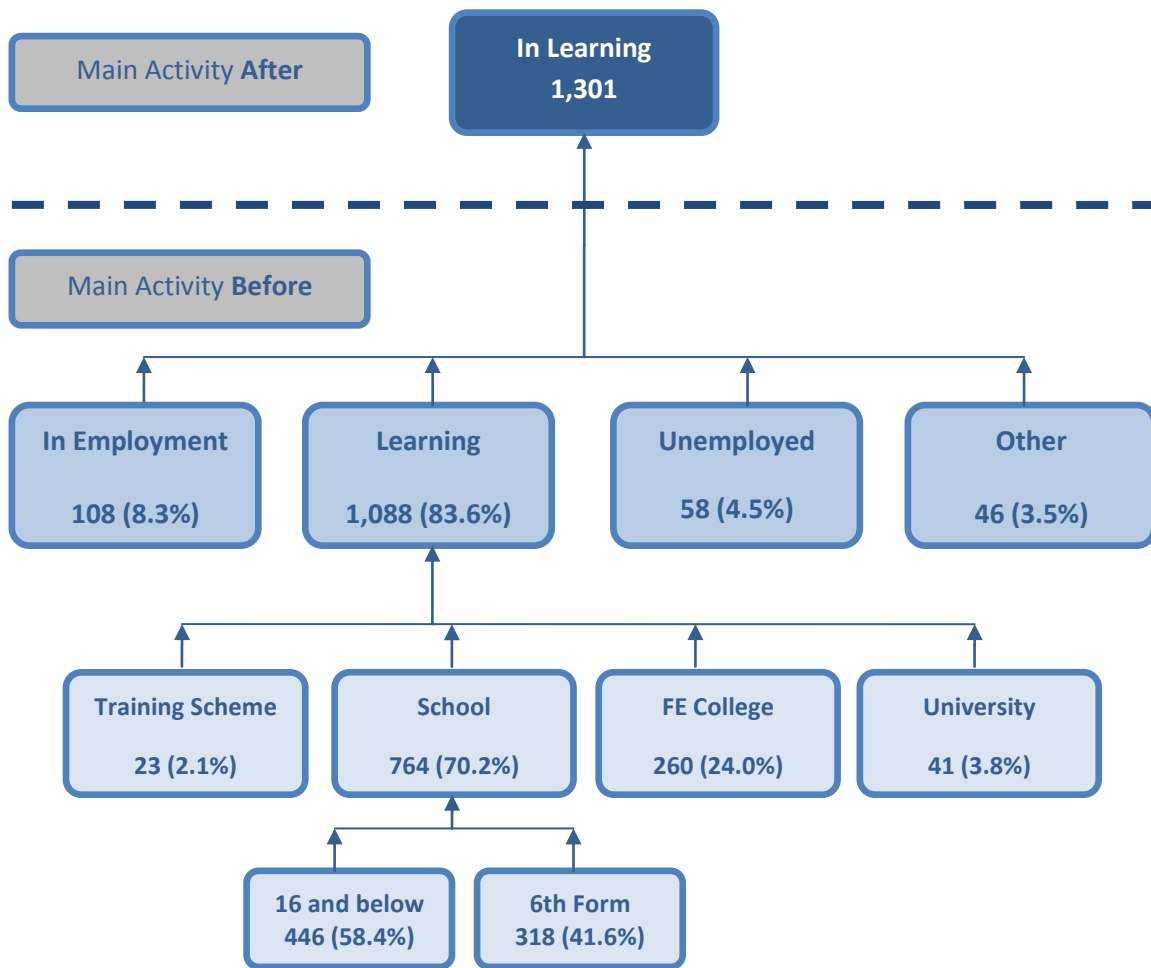 Main Activity After
In Learning
1,301
Main Activity Before
In Employment
108 (8.3%)
Learning
1,088 (83.6%)
Unemployed
58 (4.5%)
Other
46 (3.5%)
Training Scheme
23 (2.1%)
School
764 (70.2%)
FE College
260 (24.0%)
University
41 (3.8%)
16 and below
446 (58.4%)
6th Form
318 (41.6%)